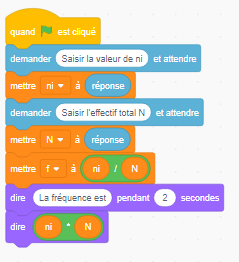 quand est cliqué
demander Saisir la valeur de ni et attendre
mettre ni à réponse
demander Saisir l'effectif total N et attendre
mettre N à réponse
mettre f à ni / N
dire La fréquence est pendant 2 secondes
dire ni * N